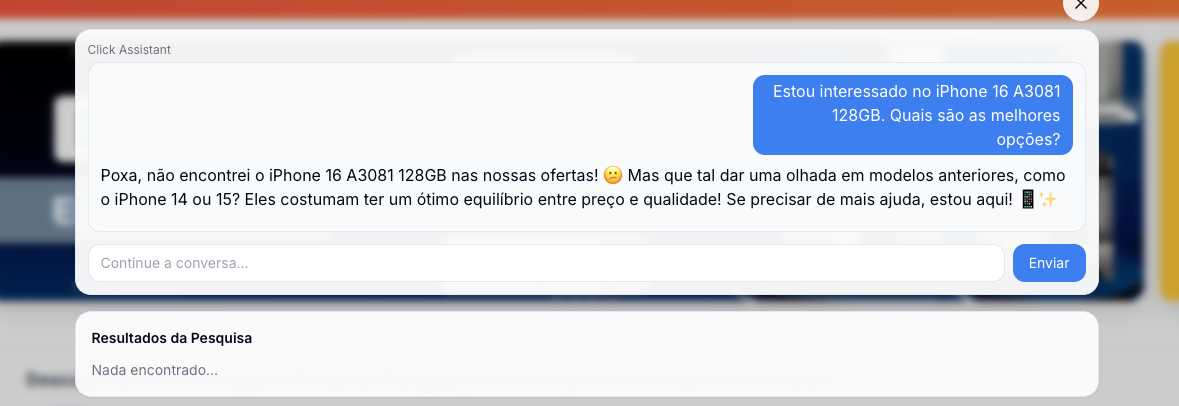 Click Assistant
Estou interessado no iPhone 16 A3081
128GB. Quais são as melhores
opções?
Poxa, não encontrei o iPhone 16 A3081 128GB nas nossas ofertas! 😕 Mas que tal dar uma olhada em modelos anteriores, como
o iPhone 14 ou 15? Eles costumam ter um ótimo equilíbrio entre preço e qualidade! Se precisar de mais ajuda, estou aqui! 📱✨
Continue a conversa...
Enviar
Resultados da Pesquisa
Nada encontrado...